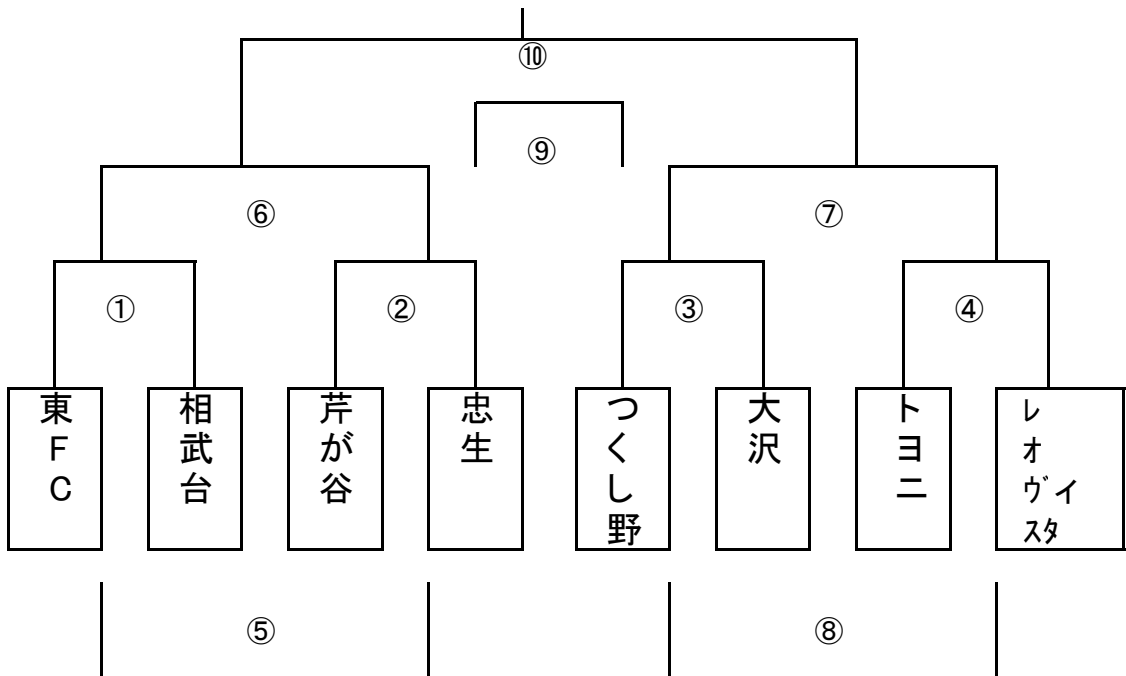 ⑩
⑨
⑥
⑦
①
②
③
④
東FC
相武台
芹が谷
忠生
つくし野
大沢
トヨニ
ﾚｵｳﾞｨｽﾀ
⑤
⑧